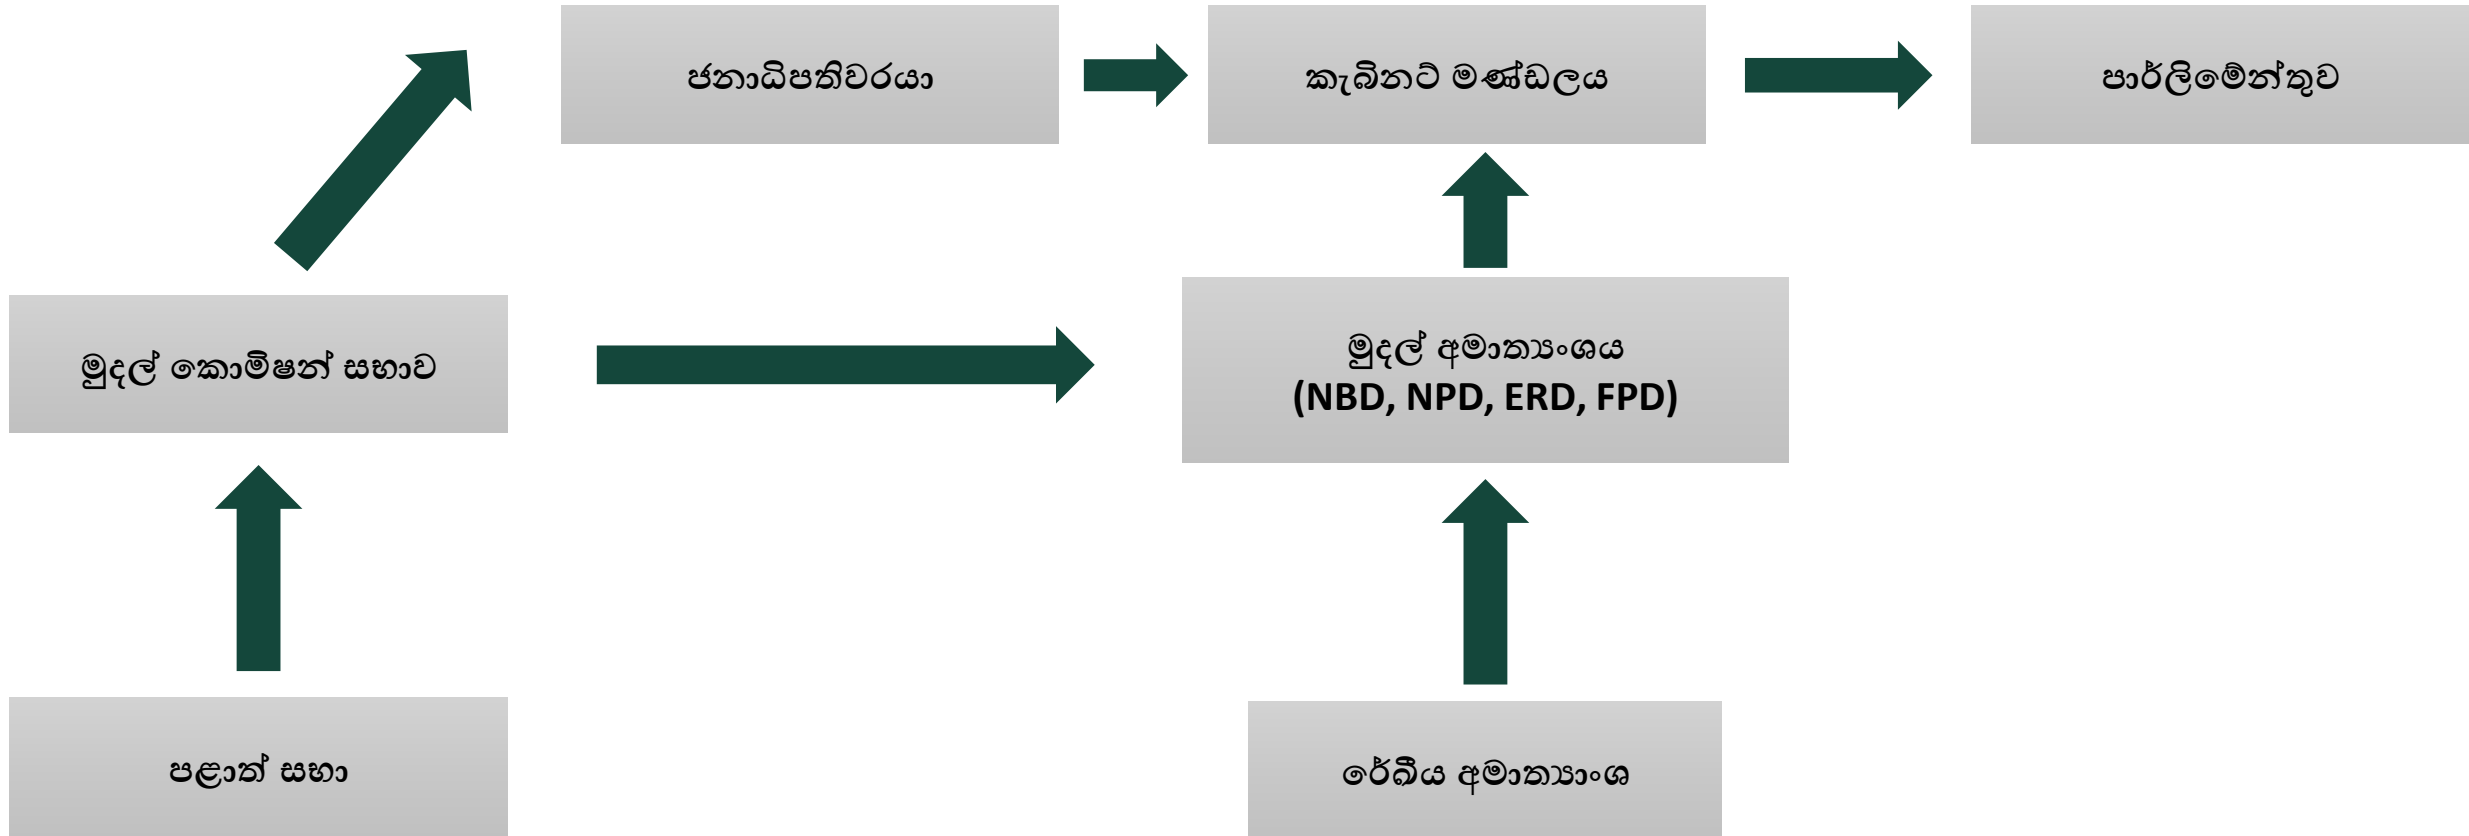 ජනාධිපතිවරයා
කැබිනට් මණ්ඩලය
පාර්ලිමේන්තුව
මුදල් කොමිෂන් සභාව
මුදල් අමාත්‍යංශය
(NBD, NPD, ERD, FPD)
පළාත් සභා
රේඛීය අමාත්‍යාංශ